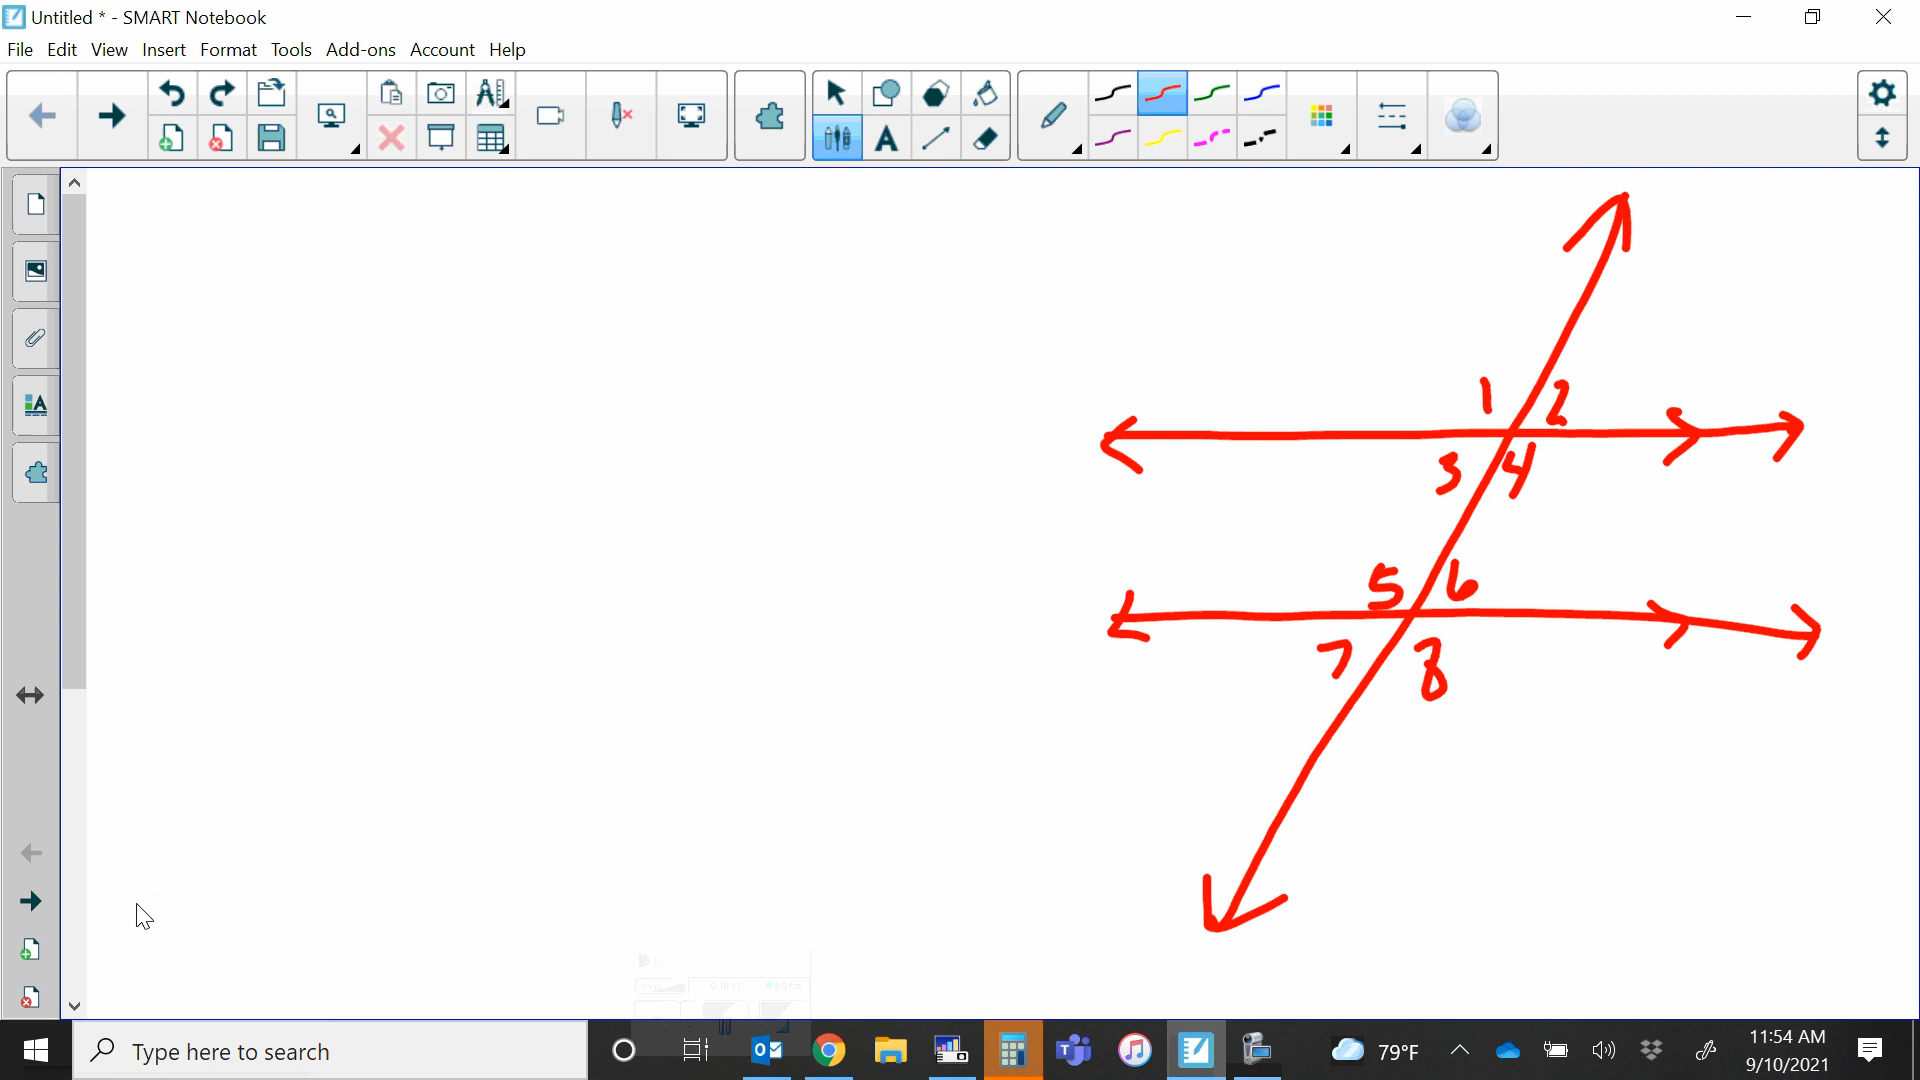 Untitled * - SMART Notebook
File Edit View Insert Format Tools Add-ons Account Help
1 2
3 4
5 6
7 8
Type here to search
79°F
11:54 AM
9/10/2021